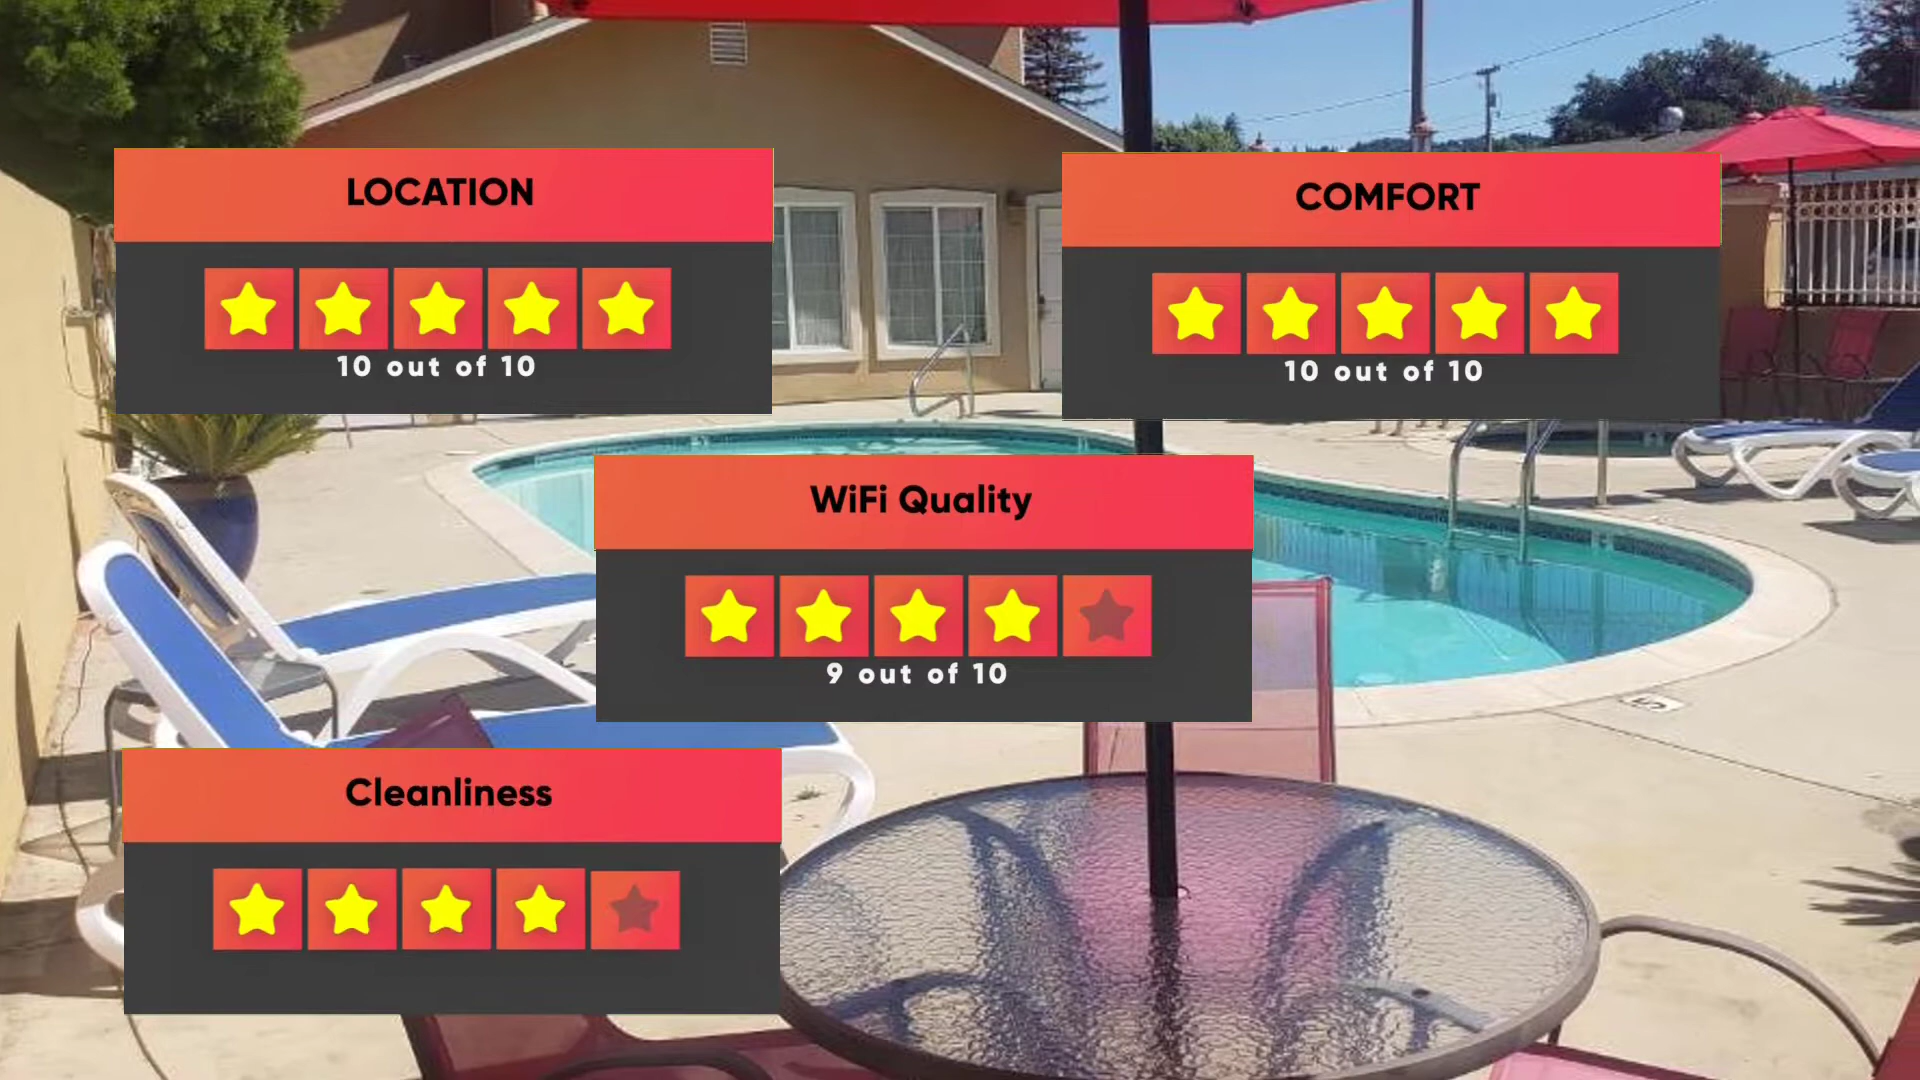 LOCATION
10 out of 10
COMFORT
10 out of 10
WiFi Quality
9 out of 10
Cleanliness